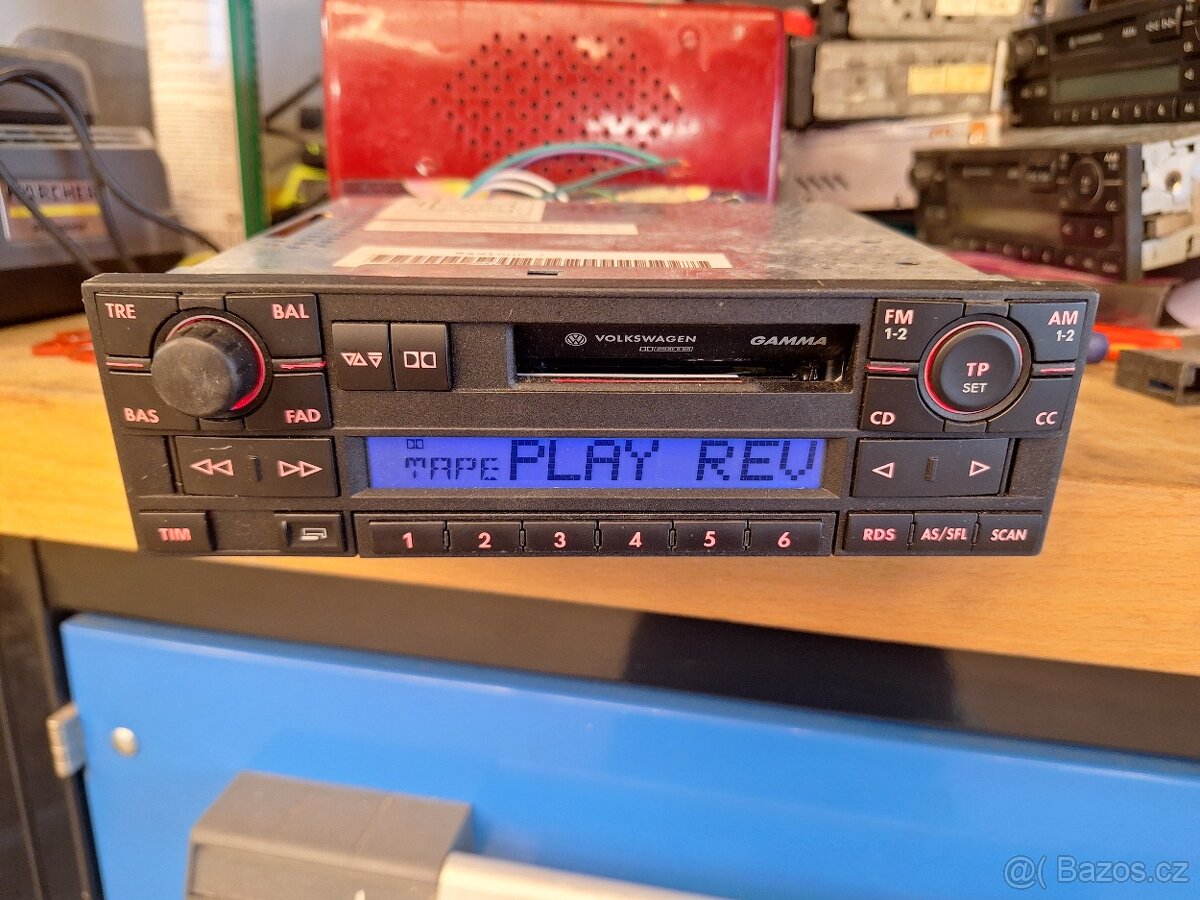 TRE
BAL
BAS
FAD
VOLKSWAGEN
GAMMA
FM
1-2
AM
1-2
TP
SET
CD
CC
TAPE PLAY REV
TIM
1 2 3 4 5 6
RDS
AS/SFL
SCAN
@( Bazos.cz